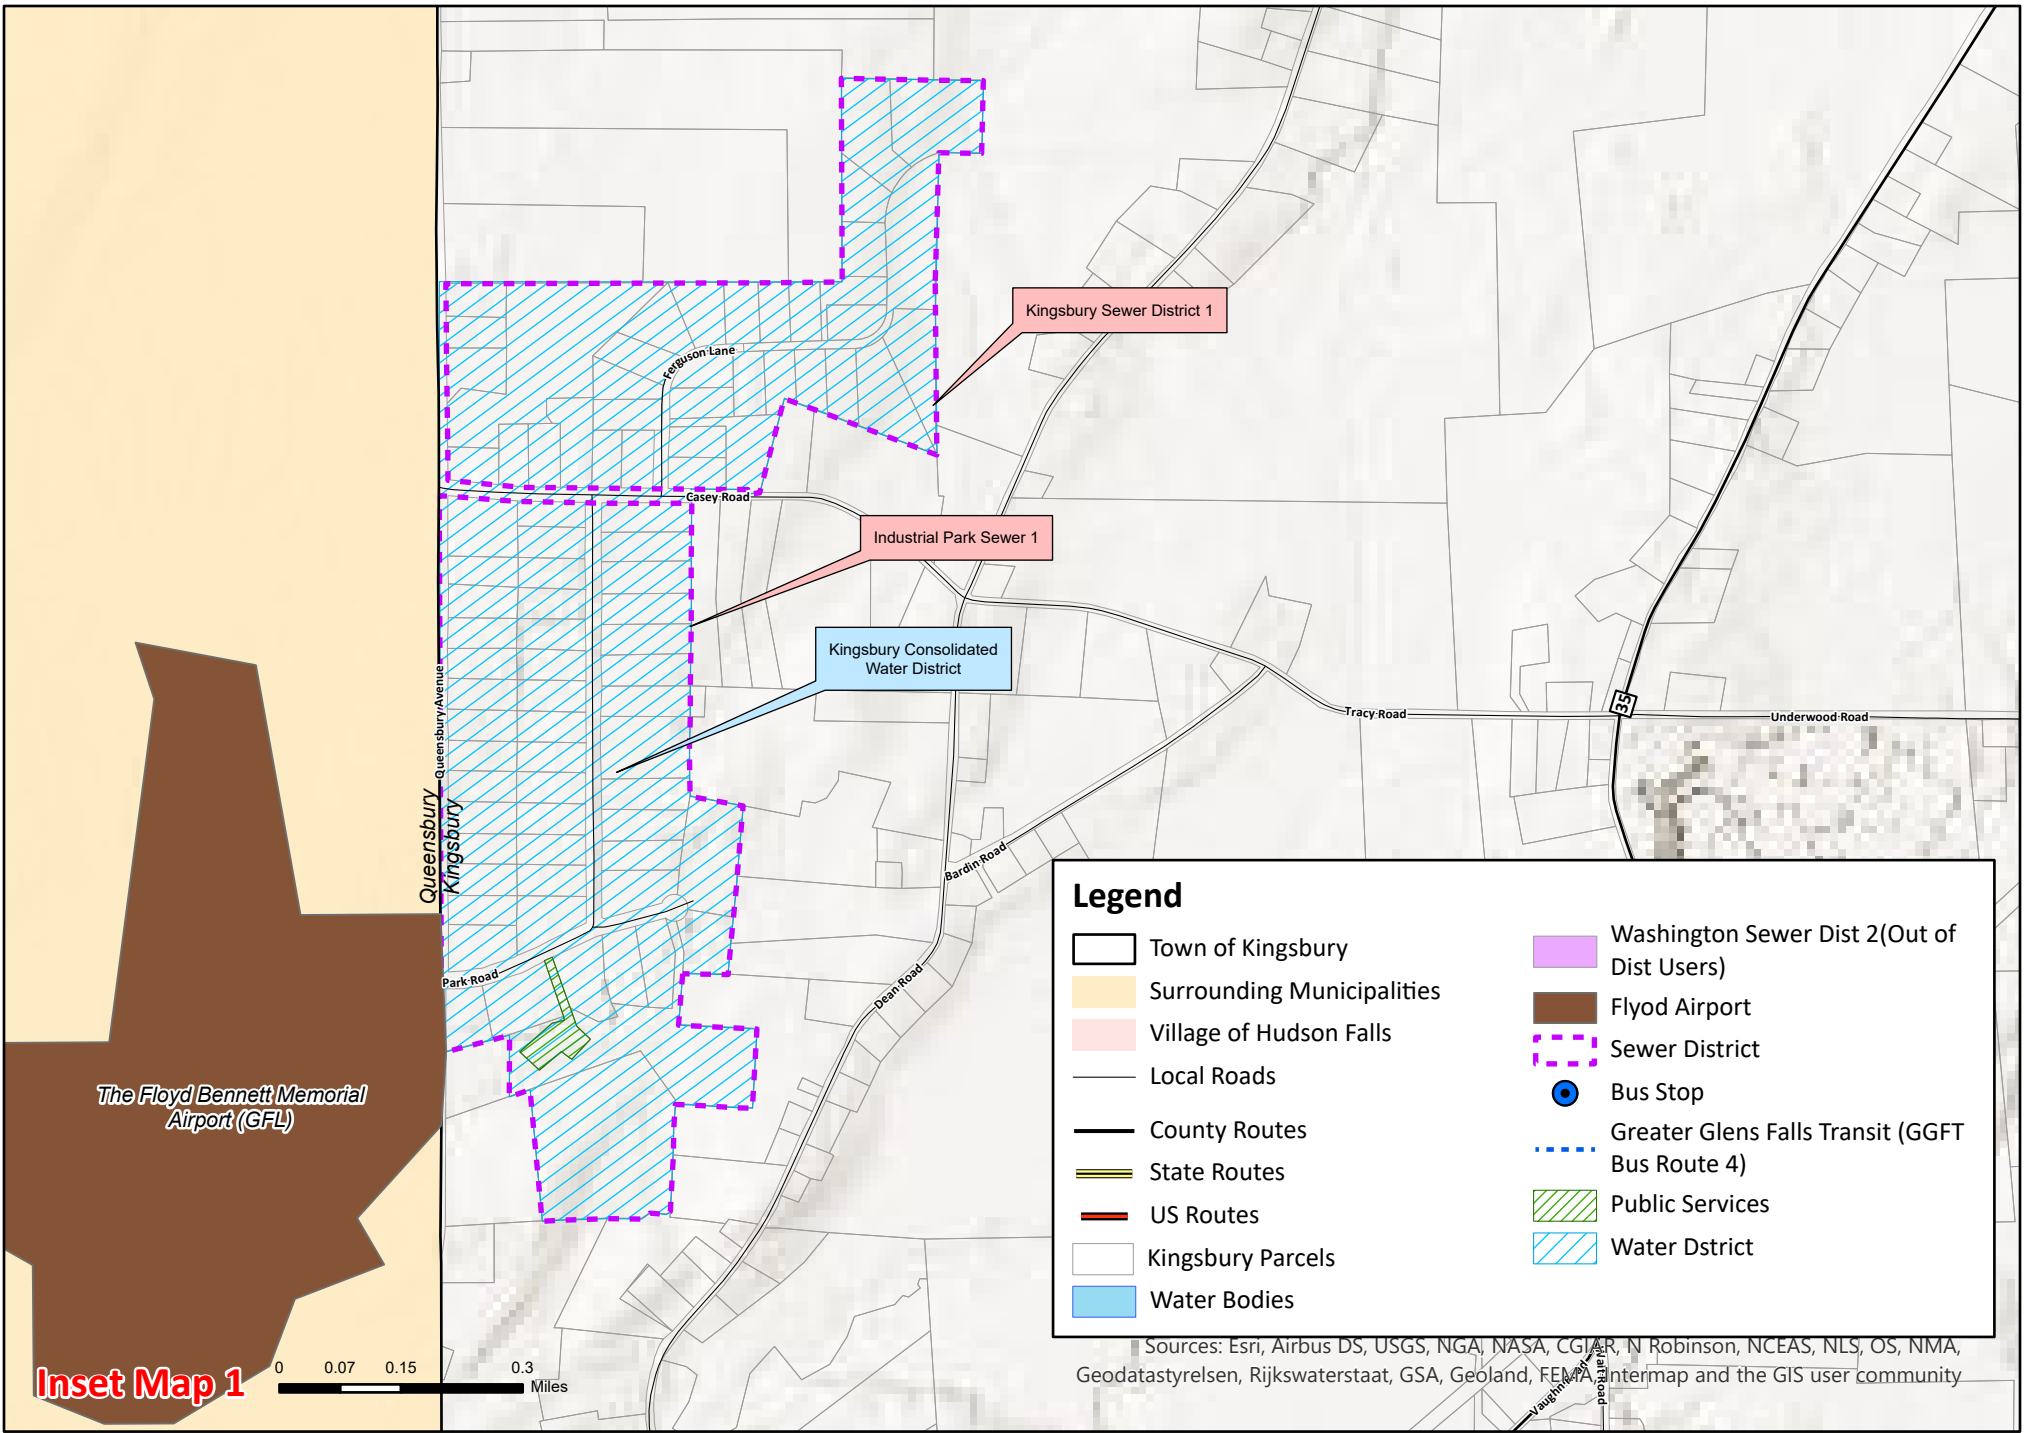 Kingsbury Sewer District 1
Ferguson Lane
Casey Road
Industrial Park Sewer 1
Kingsbury Consolidated
Water District
Queensbury Avenue
Queensbury
Kingsbury
Tracy Road
35
Underwood Road
Bardin Road
Dean Road
Park Road
The Floyd Bennett Memorial
Airport (GFL)
Legend
Town of Kingsbury
Surrounding Municipalities
Village of Hudson Falls
Local Roads
County Routes
State Routes
US Routes
Kingsbury Parcels
Water Bodies
Washington Sewer Dist 2(Out of
Dist Users)
Flyod Airport
Sewer District
Bus Stop
Greater Glens Falls Transit (GGFT
Bus Route 4)
Public Services
Water Dstrict
Inset Map 1
0 0.07 0.15 0.3
Miles
Sources: Esri, Airbus DS, USGS, NGA, NASA, CGIAR, N Robinson, NCEAS, NLS, OS, NMA,
Geodatastyrelsen, Rijkswaterstaat, GSA, Geoland, FEMA, Intermap and the GIS user community
Vaughn Road
Wait Road